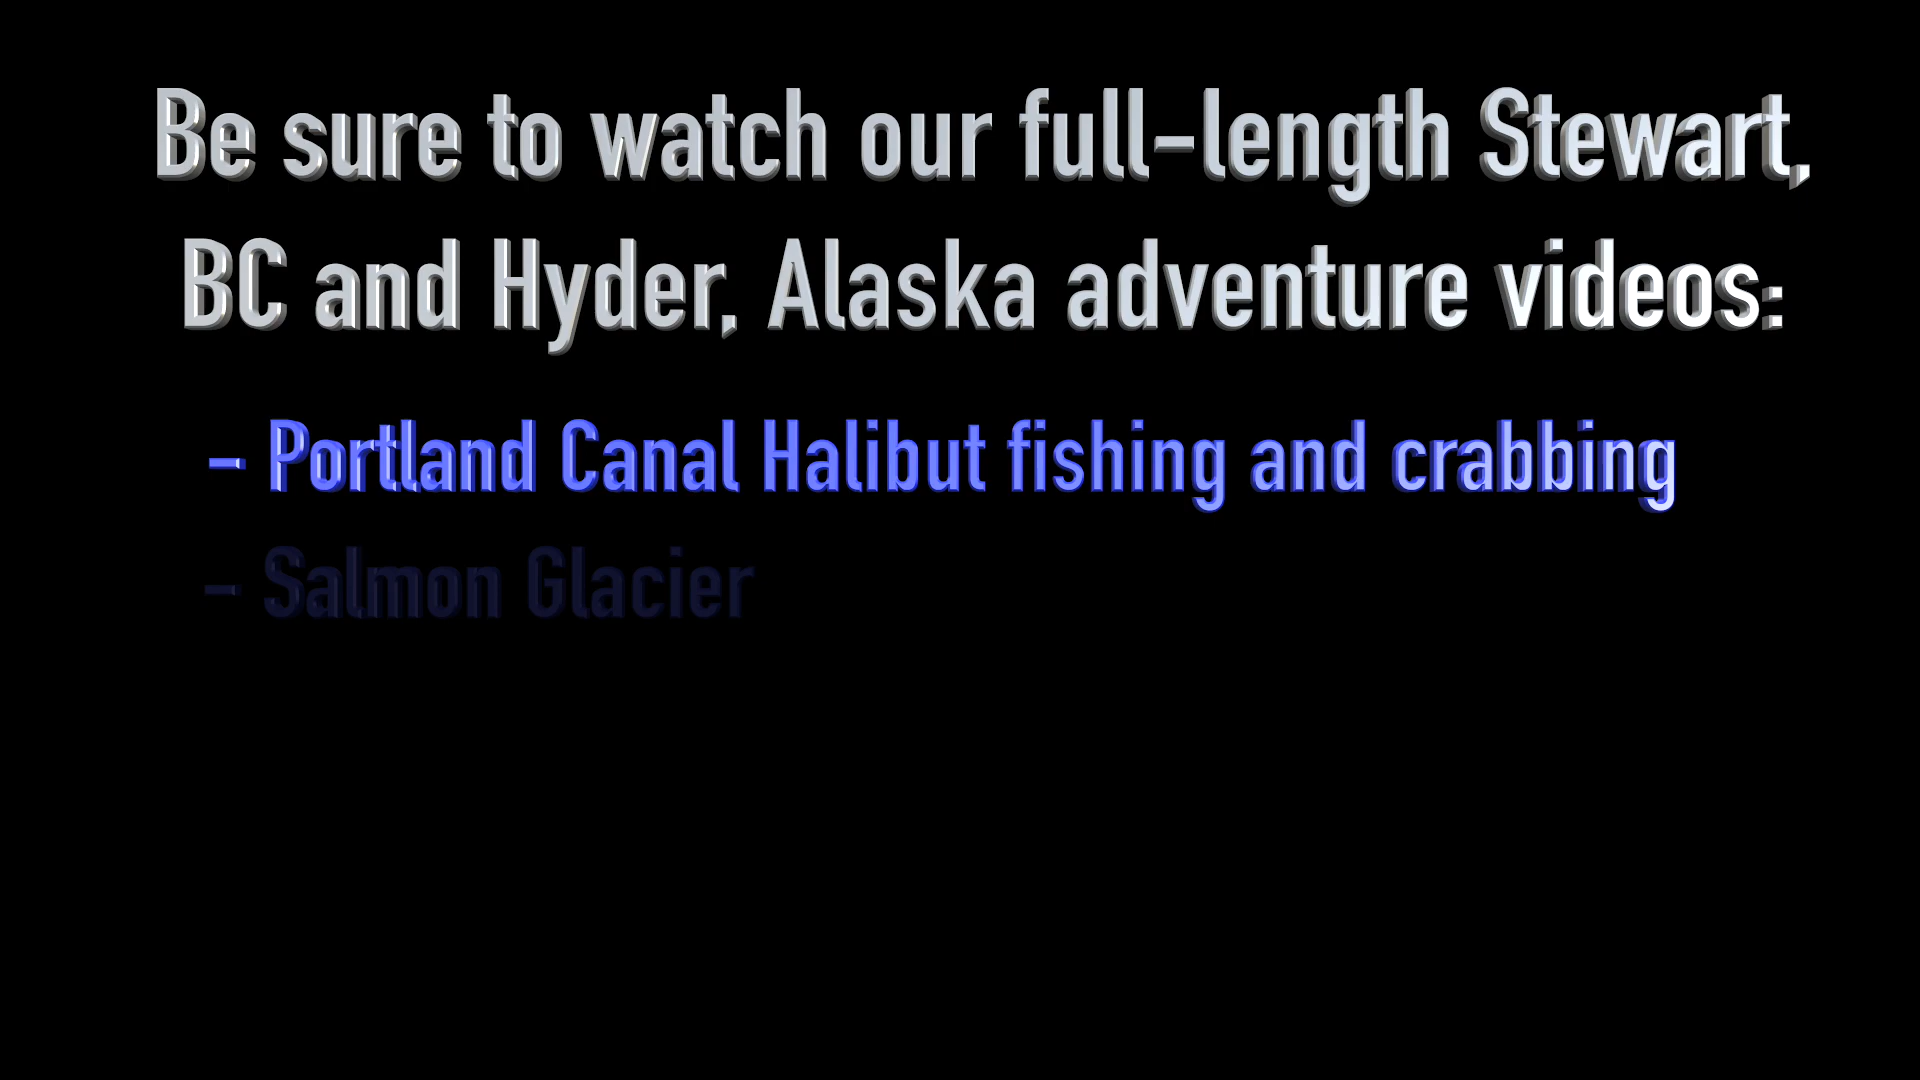 Be sure to watch our full-length Stewart,
BC and Hyder, Alaska adventure videos:
- Portland Canal Halibut fishing and crabbing
- Salmon Glacier